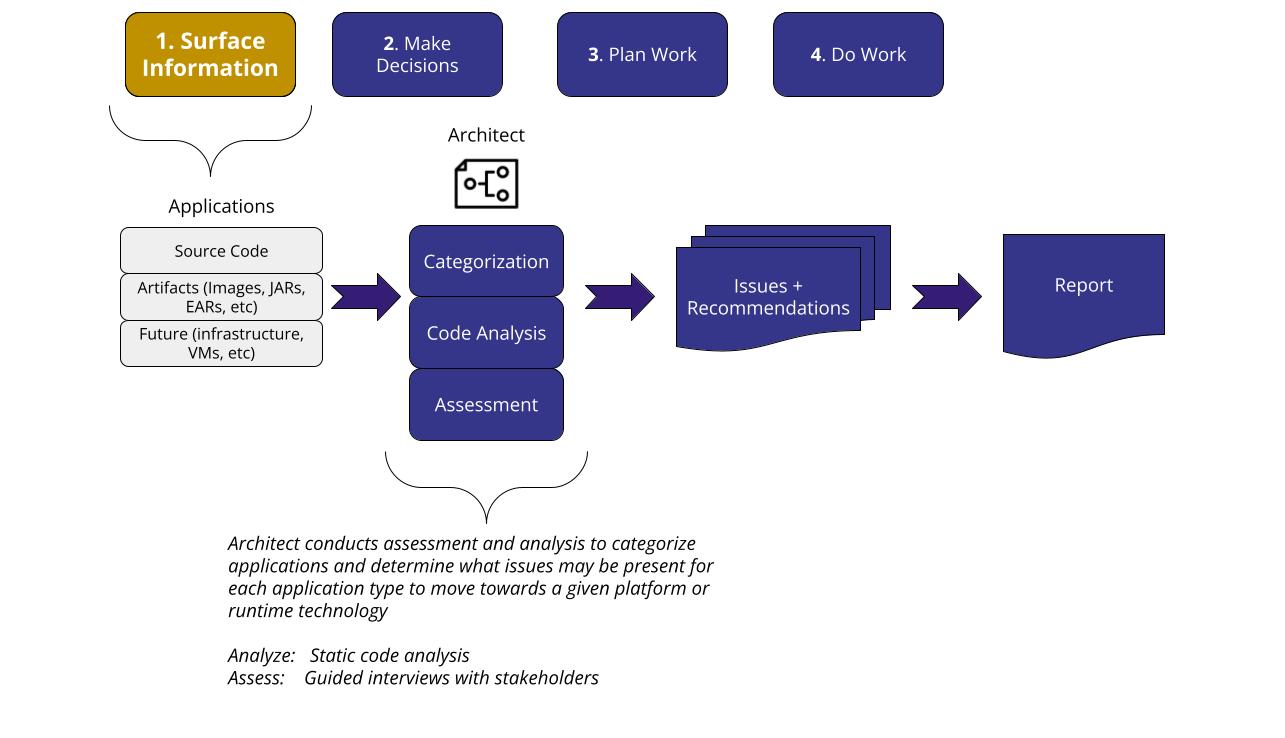 1. Surface
Information
2. Make
Decisions
3. Plan Work
4. Do Work
Architect
Applications
Source Code
Artifacts (Images, JARs,
EARs, etc)
Future (infrastructure,
VMs, etc)
Categorization
Code Analysis
Assessment
Issues +
Recommendations
Report
Architect conducts assessment and analysis to categorize
applications and determine what issues may be present for
each application type to move towards a given platform or
runtime technology
Analyze: Static code analysis
Assess: Guided interviews with stakeholders